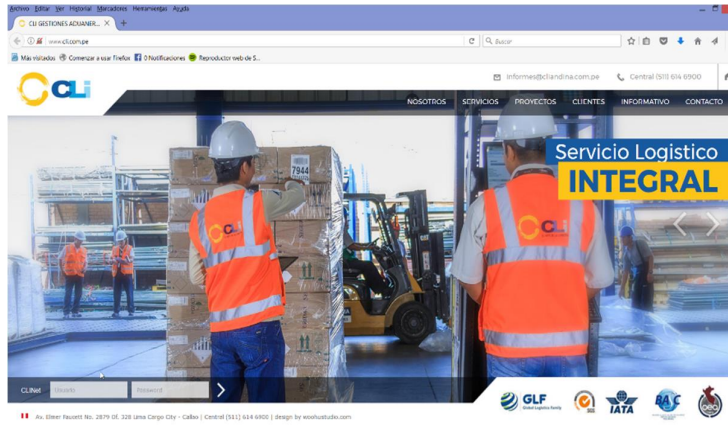 Archivo Editar Ver Historial Marcadores Herramientas Ayuda
CLI GESTIONES ADUANER... × +
www.cli.com.pe
Buscar
Más visitados Comenzar a usar Firefox 0 Notificaciones Reproductor web de S...
informes@cliandina.com.pe Central (511) 614 6900
CLi
NOSOTROS SERVICIOS PROYECTOS CLIENTES INFORMATIVO CONTACTO
Servicio Logistico
INTEGRAL
7944
CLi
CLi
CLINet Usuario Password
GLF
Global Logistics Family
IATA
BASC
oea
Av. Elmer Faucett No. 2879 Of. 328 Lima Cargo City - Callao | Central (511) 614 6900 | design by woohustudio.com